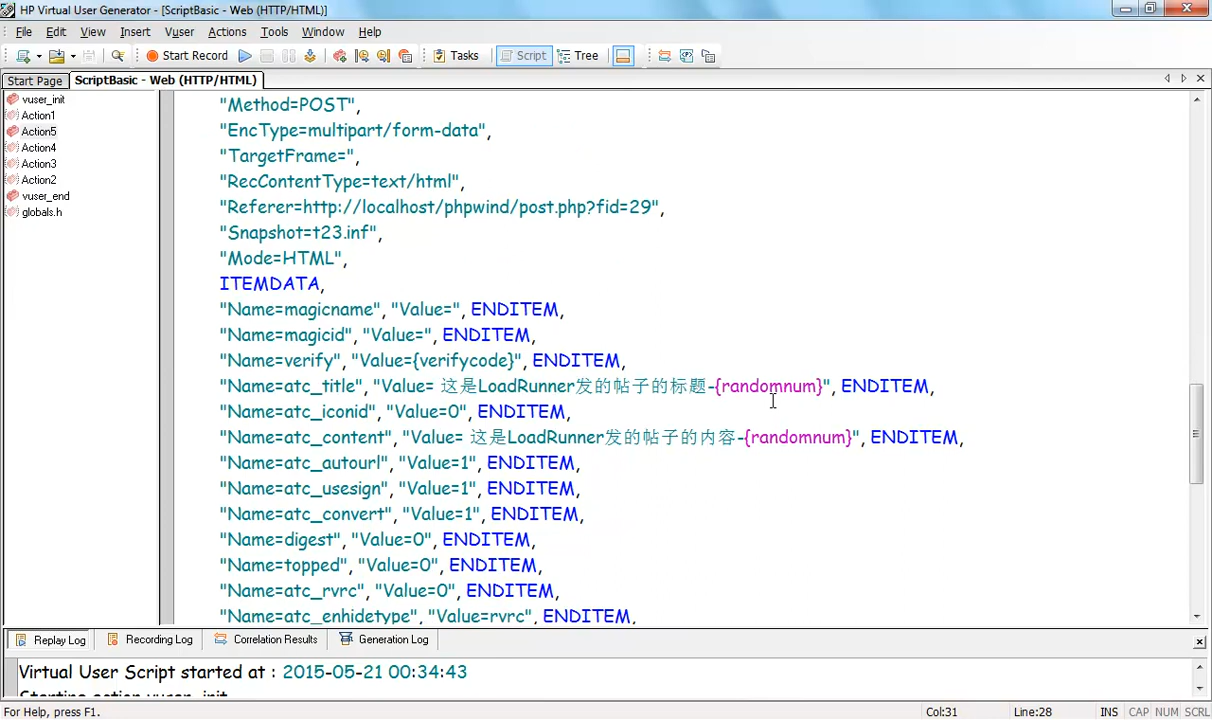 HP Virtual User Generator - [ScriptBasic - Web (HTTP/HTML)]
File Edit View Insert Vuser Actions Tools Window Help
Start Record Tasks Script Tree
Start Page ScriptBasic - Web (HTTP/HTML)
vuser_init
Action1
Action5
Action4
Action3
Action2
vuser_end
globals.h
"Method=POST",
"EncType=multipart/form-data",
"TargetFrame=",
"RecContentType=text/html",
"Referer=http://localhost/phpwind/post.php?fid=29",
"Snapshot=t23.inf",
"Mode=HTML",
ITEMDATA,
"Name=magicname", "Value=", ENDITEM,
"Name=magicid", "Value=", ENDITEM,
"Name=verify", "Value={verifycode}", ENDITEM,
"Name=atc_title", "Value= 这是LoadRunner发的帖子的标题-{randomnum}", ENDITEM,
"Name=atc_iconid", "Value=0", ENDITEM,
"Name=atc_content", "Value= 这是LoadRunner发的帖子的内容-{randomnum}", ENDITEM,
"Name=atc_autourl", "Value=1", ENDITEM,
"Name=atc_usesign", "Value=1", ENDITEM,
"Name=atc_convert", "Value=1", ENDITEM,
"Name=digest", "Value=0", ENDITEM,
"Name=topped", "Value=0", ENDITEM,
"Name=atc_rvrc", "Value=0", ENDITEM,
"Name=atc_enhidetype", "Value=rvrc", ENDITEM,
Replay Log Recording Log Correlation Results Generation Log
Virtual User Script started at : 2015-05-21 00:34:43
Starting action vuser_init.
For Help, press F1. Col:31 Line:28 INS CAP NUM SCRL